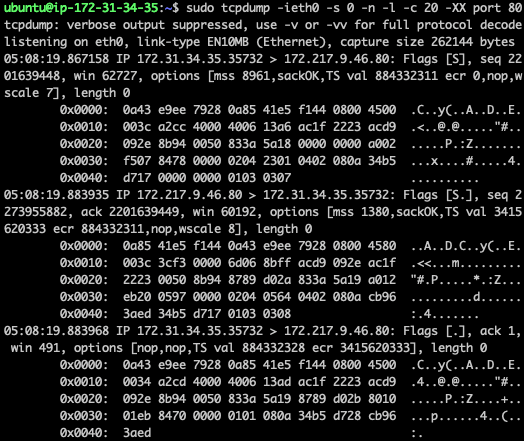 ubuntu@ip-172-31-34-35:~$ sudo tcpdump -ieth0 -s 0 -n -l -c 20 -XX port 80
tcpdump: verbose output suppressed, use -v or -vv for full protocol decode
listening on eth0, link-type EN10MB (Ethernet), capture size 262144 bytes
05:08:19.867158 IP 172.31.34.35.35732 > 172.217.9.46.80: Flags [S], seq 22
01639448, win 62727, options [mss 8961,sackOK,TS val 884332311 ecr 0,nop,w
scale 7], length 0
0x0000:  0a43 e9ee 7928 0a85 41e5 f144 0800 4500  .C..y(..A..D..E.
0x0010:  003c a2cc 4000 4006 13a6 ac1f 2223 acd9  .<..@.@....."#..
0x0020:  092e 8b94 0050 833a 5a18 0000 0000 a002  .....P.:Z.......
0x0030:  f507 8478 0000 0204 2301 0402 080a 34b5  ...x....#.....4.
0x0040:  d717 0000 0000 0103 0307                 ..........
05:08:19.883935 IP 172.217.9.46.80 > 172.31.34.35.35732: Flags [S.], seq 2
273955882, ack 2201639449, win 60192, options [mss 1380,sackOK,TS val 3415
620333 ecr 884332311,nop,wscale 8], length 0
0x0000:  0a85 41e5 f144 0a43 e9ee 7928 0800 4580  ..A..D.C..y(..E.
0x0010:  003c 3cf3 0000 6d06 8bff acd9 092e ac1f  .<<...m.........
0x0020:  2223 0050 8b94 8789 d02a 833a 5a19 a012  "#.P.....*.:Z...
0x0030:  eb20 0597 0000 0204 0564 0402 080a cb96  .........d......
0x0040:  3aed 34b5 d717 0103 0308                 :.4.......
05:08:19.883968 IP 172.31.34.35.35732 > 172.217.9.46.80: Flags [.], ack 1,
 win 491, options [nop,nop,TS val 884332328 ecr 3415620333], length 0
0x0000:  0a43 e9ee 7928 0a85 41e5 f144 0800 4500  .C..y(..A..D..E.
0x0010:  0034 a2cd 4000 4006 13ad ac1f 2223 acd9  .4..@.@....."#..
0x0020:  092e 8b94 0050 833a 5a19 8789 d02b 8010  .....P.:Z....+..
0x0030:  01eb 8470 0000 0101 080a 34b5 d728 cb96  ...p......4..(..
0x0040:  3aed                                     :.